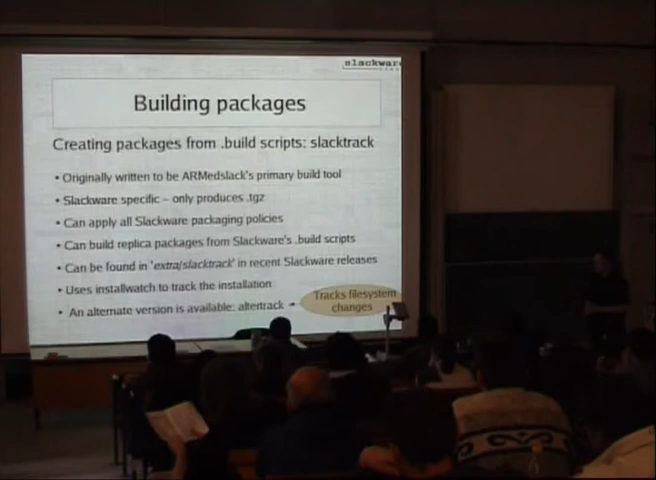 slackware
Building packages
Creating packages from .build scripts: slacktrack
• Originally written to be ARMedslack's primary build tool
• Slackware specific – only produces .tgz
• Can apply all Slackware packaging policies
• Can build replica packages from Slackware's .build scripts
• Can be found in 'extra/slacktrack' in recent Slackware releases
• Uses installwatch to track the installation
• An alternate version is available: altertrack
Tracks filesystem
changes